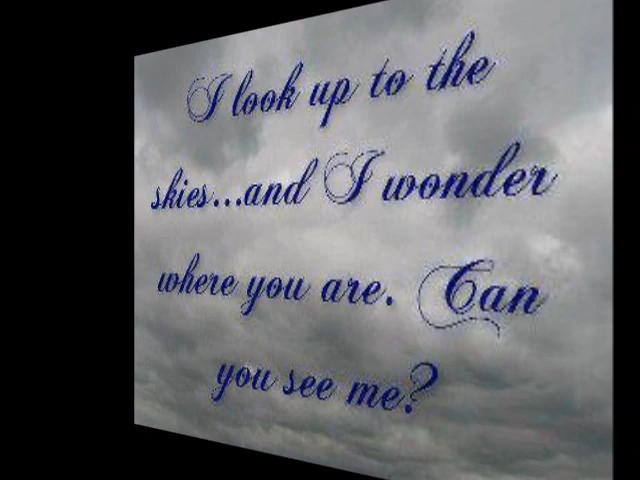 I look up to the
skies...and I wonder
where you are. Can
you see me?